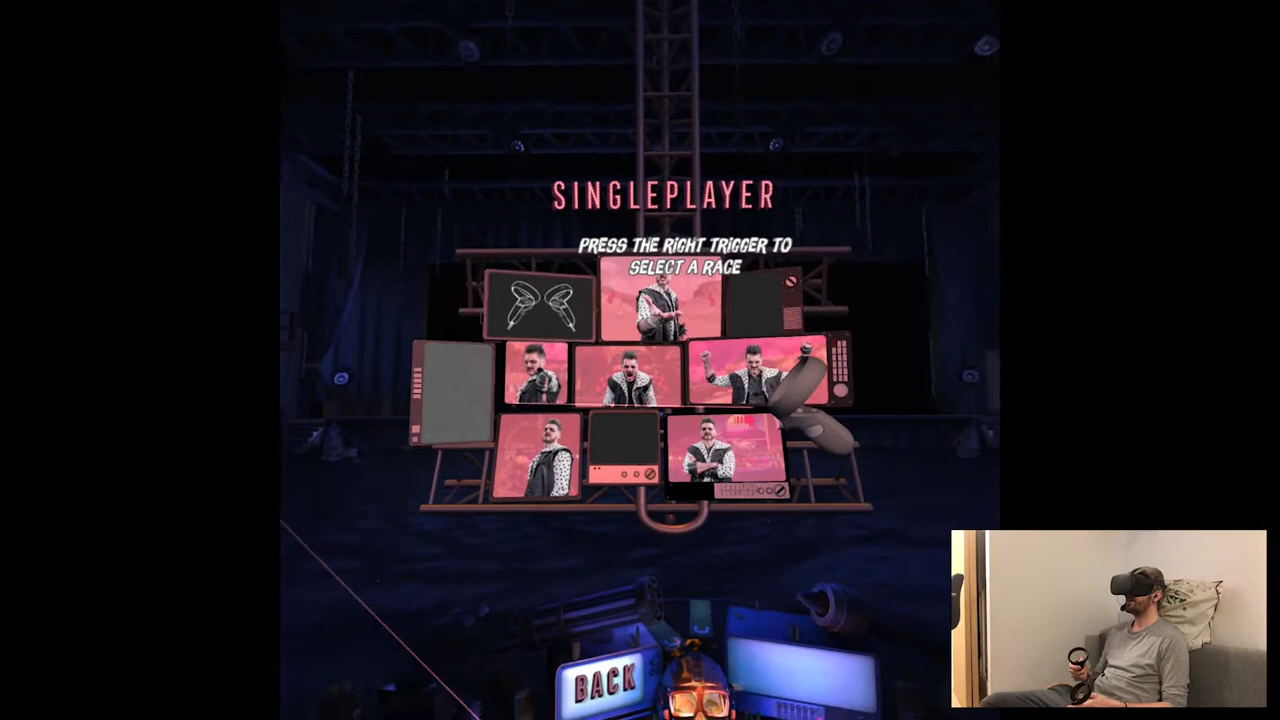 SINGLEPLAYER
PRESS THE RIGHT TRIGGER TO
SELECT A RACE
BACK